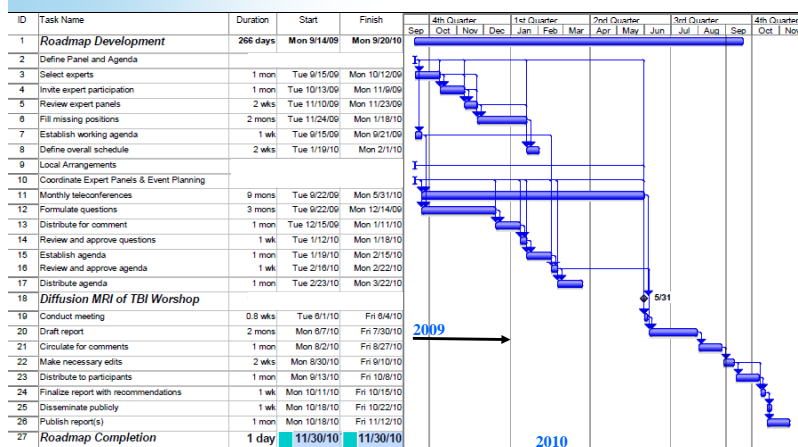 ID Task Name Duration Start Finish 4th Quarter 1st Quarter 2nd Quarter 3rd Quarter 4th Quarter
Sep Oct Nov Dec Jan Feb Mar Apr May Jun Jul Aug Sep Oct Nov
1 Roadmap Development 266 days Mon 9/14/09 Mon 9/20/10
2 Define Panel and Agenda
3 Select experts 1 mon Tue 9/15/09 Mon 10/12/09
4 Invite expert participation 1 mon Tue 10/13/09 Mon 11/9/09
5 Review expert panels 2 wks Tue 11/10/09 Mon 11/23/09
6 Fill missing positions 2 mons Tue 11/24/09 Mon 1/18/10
7 Establish working agenda 1 wk Tue 9/15/09 Mon 9/21/09
8 Define overall schedule 2 wks Tue 1/19/10 Mon 2/1/10
9 Local Arrangements
10 Coordinate Expert Panels & Event Planning
11 Monthly teleconferences 9 mons Tue 9/22/09 Mon 5/31/10
12 Formulate questions 3 mons Tue 9/22/09 Mon 12/14/09
13 Distribute for comment 1 mon Tue 12/15/09 Mon 1/11/10
14 Review and approve questions 1 wk Tue 1/12/10 Mon 1/18/10
15 Establish agenda 1 mon Tue 1/19/10 Mon 2/15/10
16 Review and approve agenda 1 wk Tue 2/16/10 Mon 2/22/10
17 Distribute agenda 1 mon Tue 2/23/10 Mon 3/22/10
18 Diffusion MRI of TBI Worshop 5/31
19 Conduct meeting 0.8 wks Tue 6/1/10 Fri 6/4/10
20 Draft report 2 mons Mon 6/7/10 Fri 7/30/10
2009
21 Circulate for comments 1 mon Mon 8/2/10 Fri 8/27/10
22 Make necessary edits 2 wks Mon 8/30/10 Fri 9/10/10
23 Distribute to participants 1 mon Mon 9/13/10 Fri 10/8/10
24 Finalize report with recommendations 1 wk Mon 10/11/10 Fri 10/15/10
25 Disseminate publicly 1 wk Mon 10/18/10 Fri 10/22/10
26 Publish report(s) 1 mon Mon 10/18/10 Fri 11/12/10
27 Roadmap Completion 1 day 11/30/10 11/30/10
2010